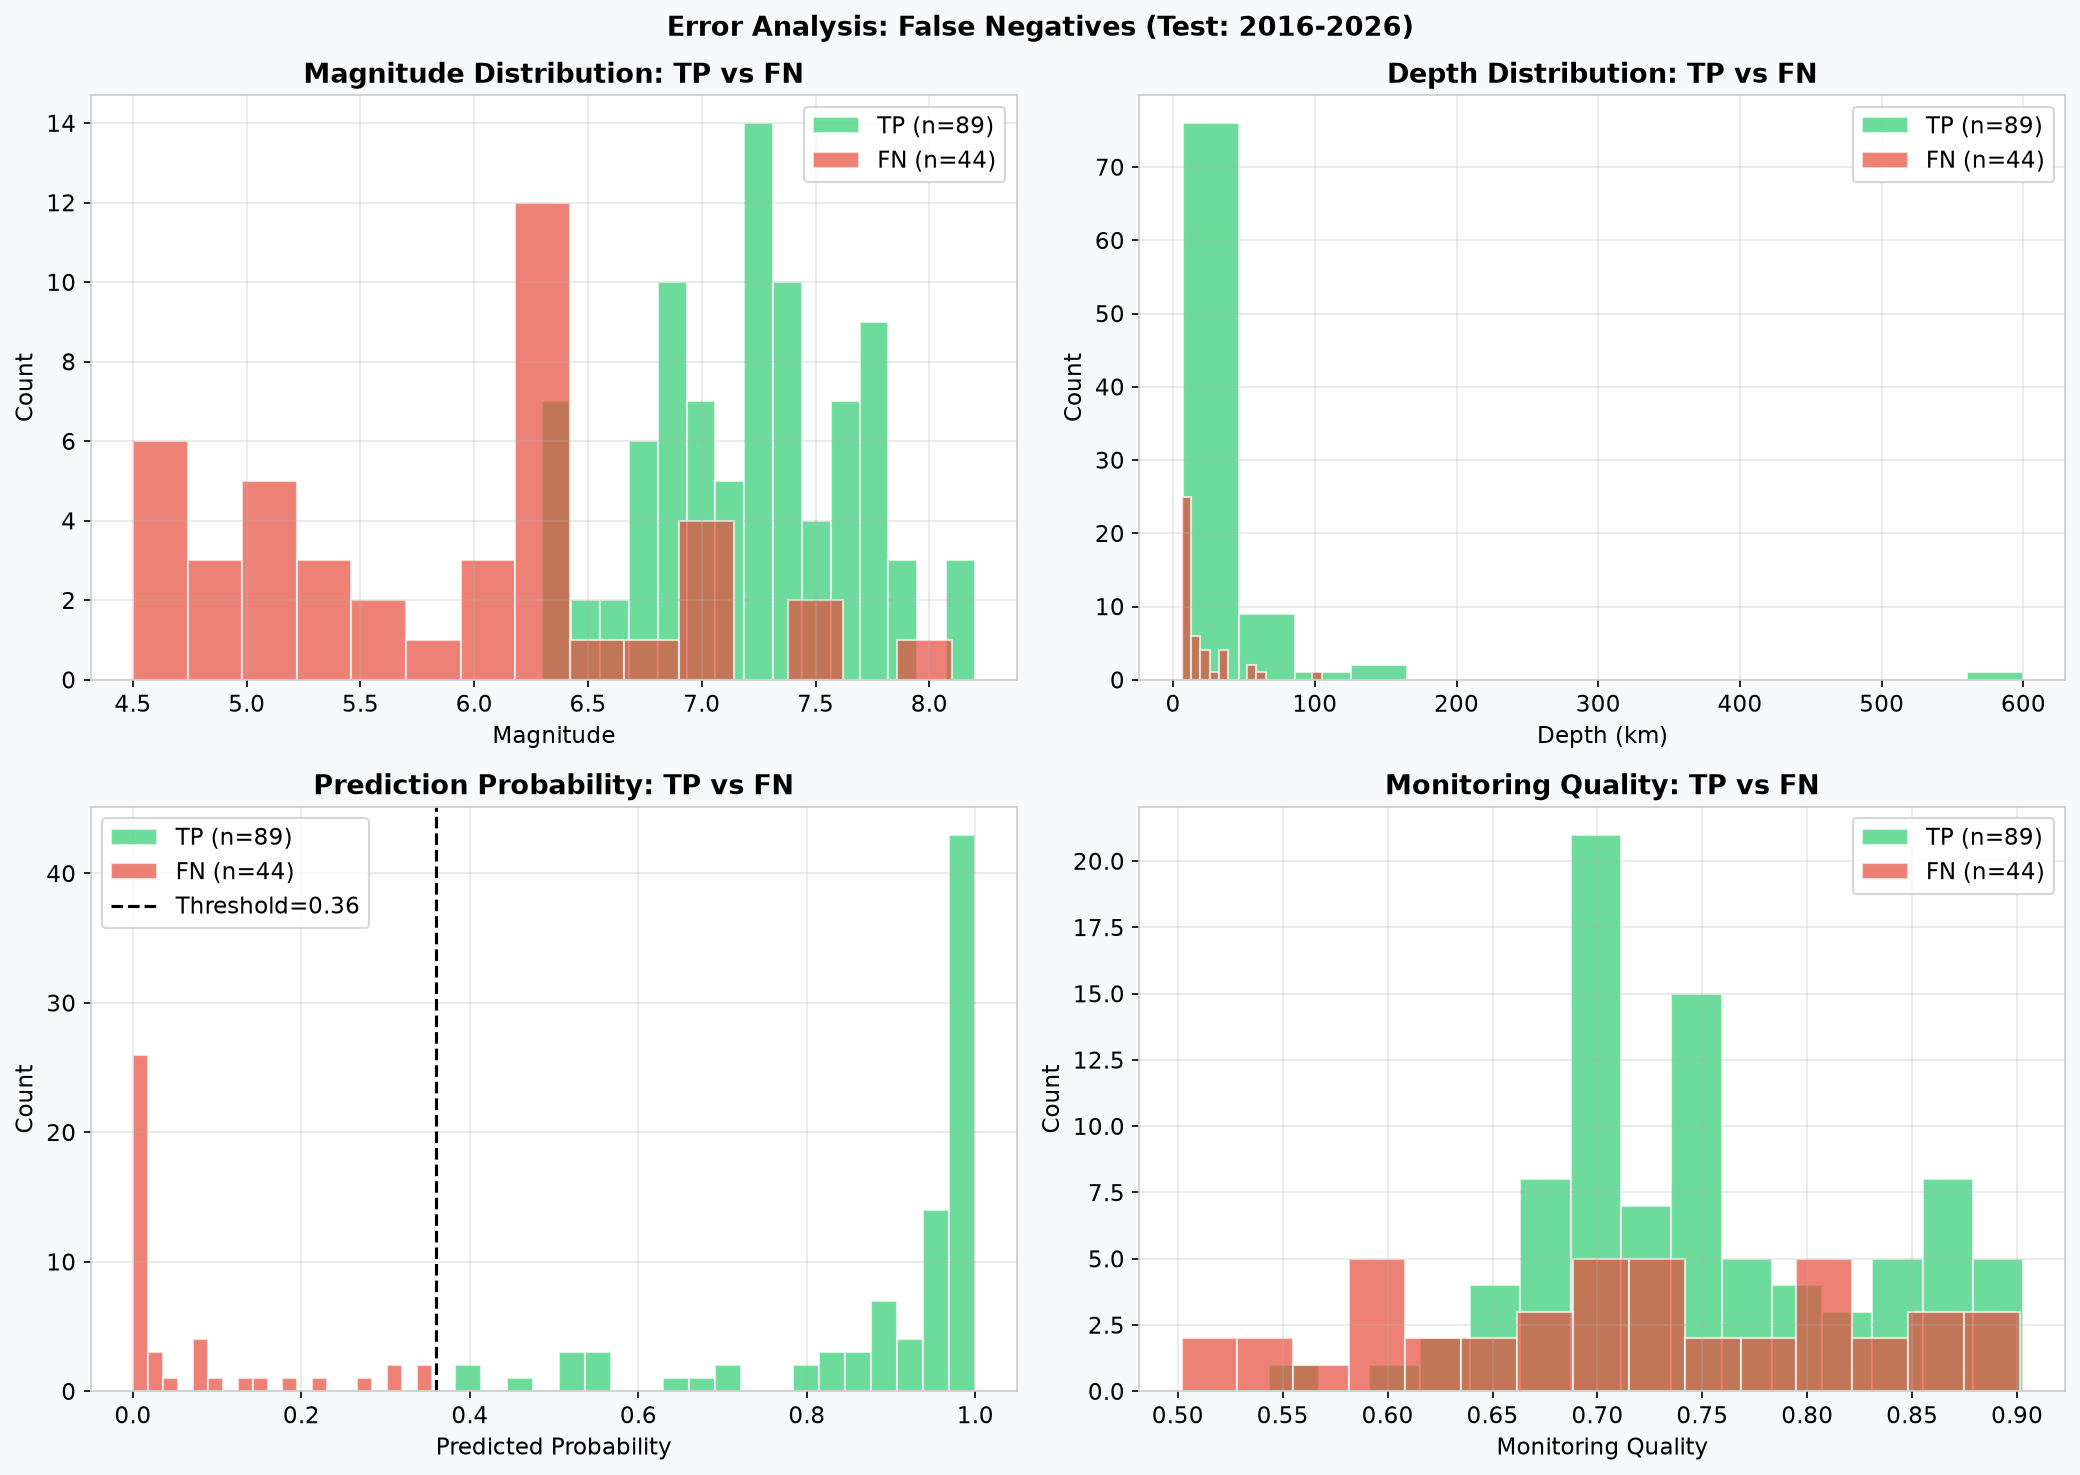 Error Analysis: False Negatives (Test: 2016-2026)
Magnitude Distribution: TP vs FN
TP (n=89)
FN (n=44)
Count
0
2
4
6
8
10
12
14
4.5 5.0 5.5 6.0 6.5 7.0 7.5 8.0
Magnitude
Depth Distribution: TP vs FN
TP (n=89)
FN (n=44)
Count
0
10
20
30
40
50
60
70
0 100 200 300 400 500 600
Depth (km)
Prediction Probability: TP vs FN
TP (n=89)
FN (n=44)
Threshold=0.36
Count
0
10
20
30
40
0.0 0.2 0.4 0.6 0.8 1.0
Predicted Probability
Monitoring Quality: TP vs FN
TP (n=89)
FN (n=44)
Count
0.0
2.5
5.0
7.5
10.0
12.5
15.0
17.5
20.0
0.50 0.55 0.60 0.65 0.70 0.75 0.80 0.85 0.90
Monitoring Quality